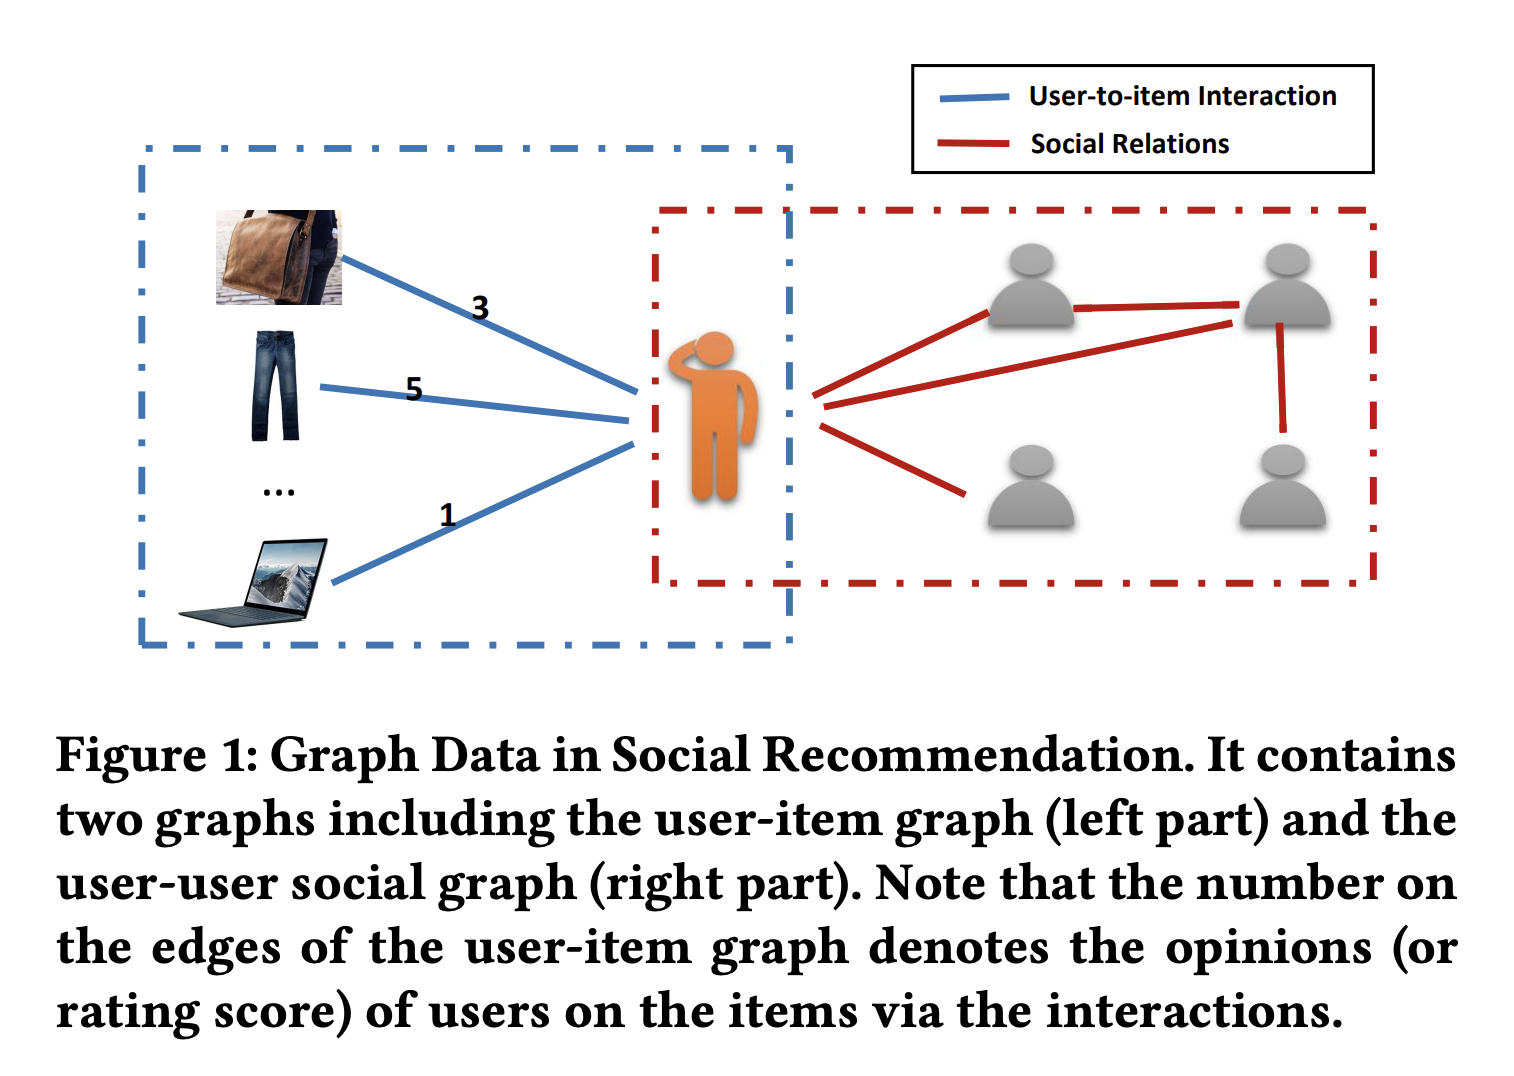 User-to-item Interaction
Social Relations
3
5
...
1
Figure 1: Graph Data in Social Recommendation. It contains
two graphs including the user-item graph (left part) and the
user-user social graph (right part). Note that the number on
the edges of the user-item graph denotes the opinions (or
rating score) of users on the items via the interactions.